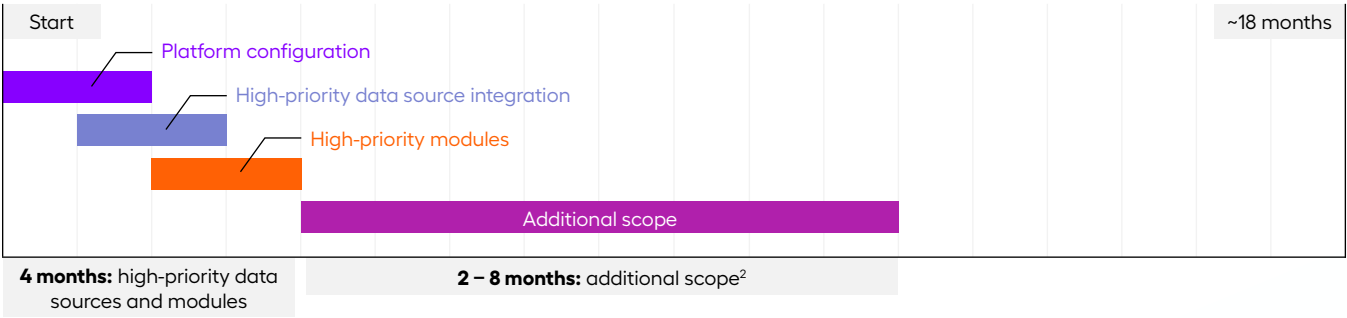 Start
~18 months
Platform configuration
High-priority data source integration
High-priority modules
Additional scope
4 months: high-priority data
sources and modules
2 – 8 months: additional scope²